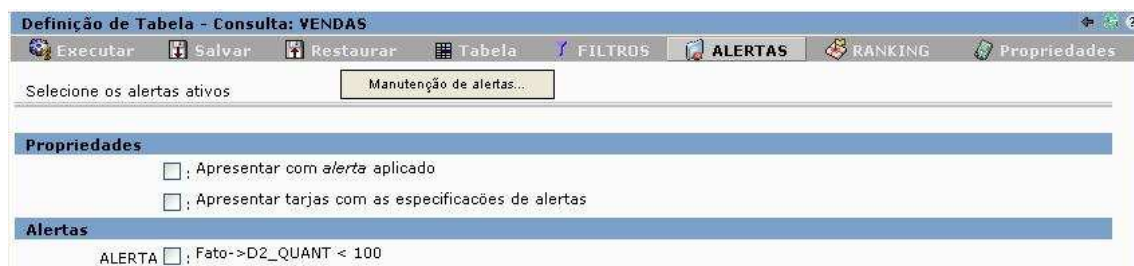 Definição de Tabela - Consulta: VENDAS
Executar Salvar Restaurar Tabela FILTROS ALERTAS RANKING Propriedades
Selecione os alertas ativos
Manutenção de alertas...
Propriedades
: Apresentar com alerta aplicado
: Apresentar tarjas com as especificacões de alertas
Alertas
ALERTA : Fato->D2_QUANT < 100